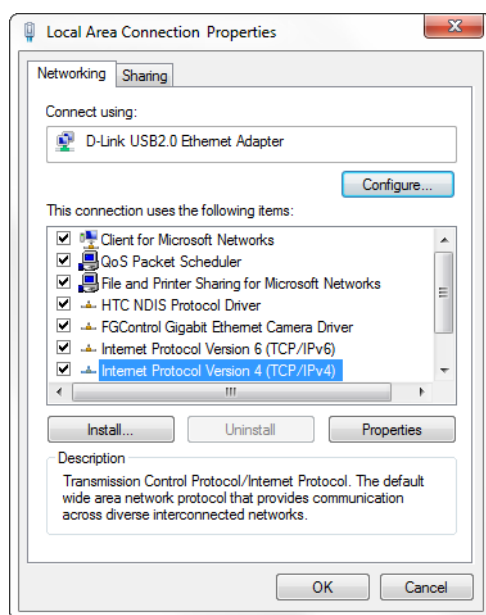 Local Area Connection Properties
Networking Sharing
Connect using:
D-Link USB2.0 Ethernet Adapter
Configure...
This connection uses the following items:
Client for Microsoft Networks
QoS Packet Scheduler
File and Printer Sharing for Microsoft Networks
HTC NDIS Protocol Driver
FGControl Gigabit Ethernet Camera Driver
Internet Protocol Version 6 (TCP/IPv6)
Internet Protocol Version 4 (TCP/IPv4)
Install... Uninstall Properties
Description
Transmission Control Protocol/Internet Protocol. The default
wide area network protocol that provides communication
across diverse interconnected networks.
OK Cancel